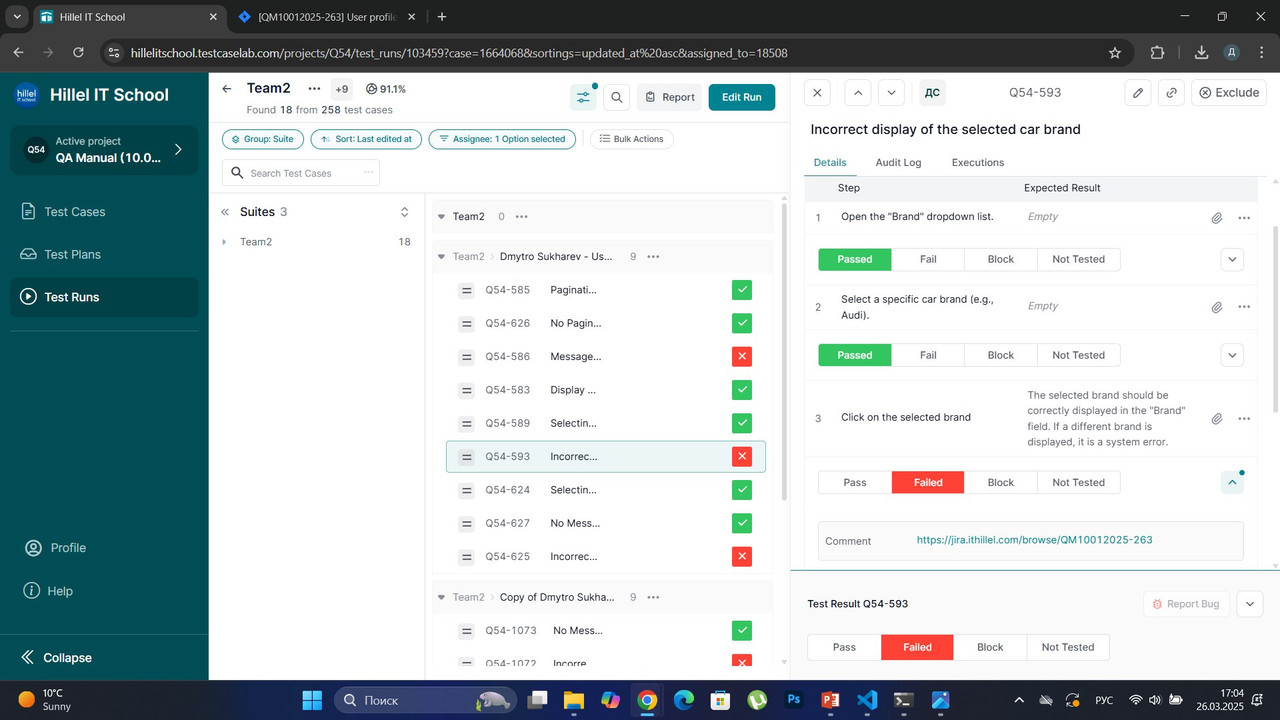 Hillel IT School
[QM10012025-263] User profile
hillelitschool.testcaselab.com/projects/Q54/test_runs/103459?case=1664068&sortings=updated_at%20asc&assigned_to=18508
Д
hillel
IT school
Hillel IT School
Q54
Active project
QA Manual (10.0...
Test Cases
Test Plans
Test Runs
Profile
Help
Collapse
Team2
+9
91.1%
Found 18 from 258 test cases
Report
Edit Run
Group: Suite
Sort: Last edited at
Assignee: 1 Option selected
Bulk Actions
Search Test Cases
Suites 3
Team2 18
Team2 0
Team2 Dmytro Sukharev - Us... 9
Q54-585 Paginati...
Q54-626 No Pagin...
Q54-586 Message...
Q54-583 Display ...
Q54-589 Selectin...
Q54-593 Incorrec...
Q54-624 Selectin...
Q54-627 No Mess...
Q54-625 Incorrec...
Team2 Copy of Dmytro Sukha... 9
Q54-1073 No Mess...
Q54-1072 Incorre
ДС
Q54-593
Exclude
Incorrect display of the selected car brand
Details Audit Log Executions
Step Expected Result
1 Open the "Brand" dropdown list. Empty
Passed Fail Block Not Tested
2 Select a specific car brand (e.g.,
Audi).
Empty
Passed Fail Block Not Tested
3 Click on the selected brand
The selected brand should be
correctly displayed in the "Brand"
field. If a different brand is
displayed, it is a system error.
Pass Failed Block Not Tested
Comment https://jira.ithillel.com/browse/QM10012025-263
Test Result Q54-593
Report Bug
Pass Failed Block Not Tested
10°C
Sunny
Поиск
РУС
17:04
26.03.2025